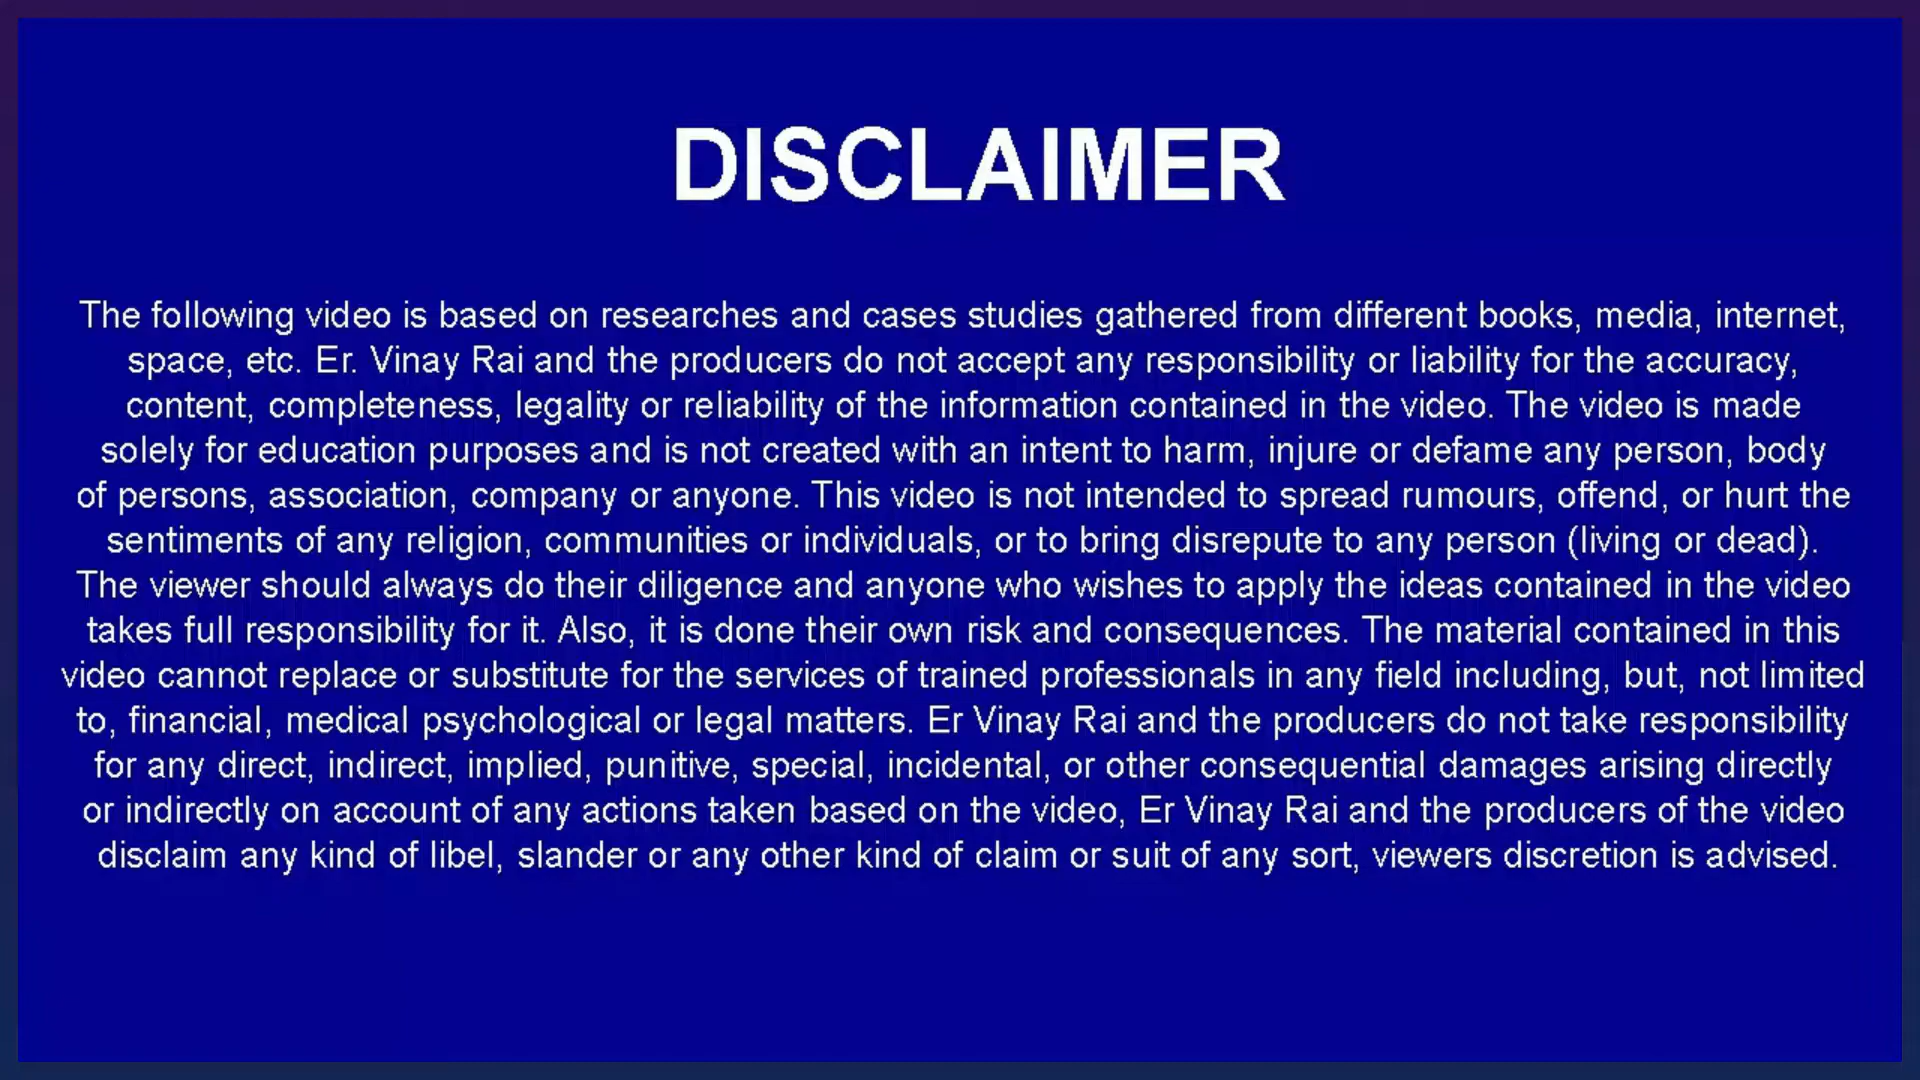 DISCLAIMER
The following video is based on researches and cases studies gathered from different books, media, internet,
space, etc. Er. Vinay Rai and the producers do not accept any responsibility or liability for the accuracy,
content, completeness, legality or reliability of the information contained in the video. The video is made
solely for education purposes and is not created with an intent to harm, injure or defame any person, body
of persons, association, company or anyone. This video is not intended to spread rumours, offend, or hurt the
sentiments of any religion, communities or individuals, or to bring disrepute to any person (living or dead).
The viewer should always do their diligence and anyone who wishes to apply the ideas contained in the video
takes full responsibility for it. Also, it is done their own risk and consequences. The material contained in this
video cannot replace or substitute for the services of trained professionals in any field including, but, not limited
to, financial, medical psychological or legal matters. Er Vinay Rai and the producers do not take responsibility
for any direct, indirect, implied, punitive, special, incidental, or other consequential damages arising directly
or indirectly on account of any actions taken based on the video, Er Vinay Rai and the producers of the video
disclaim any kind of libel, slander or any other kind of claim or suit of any sort, viewers discretion is advised.